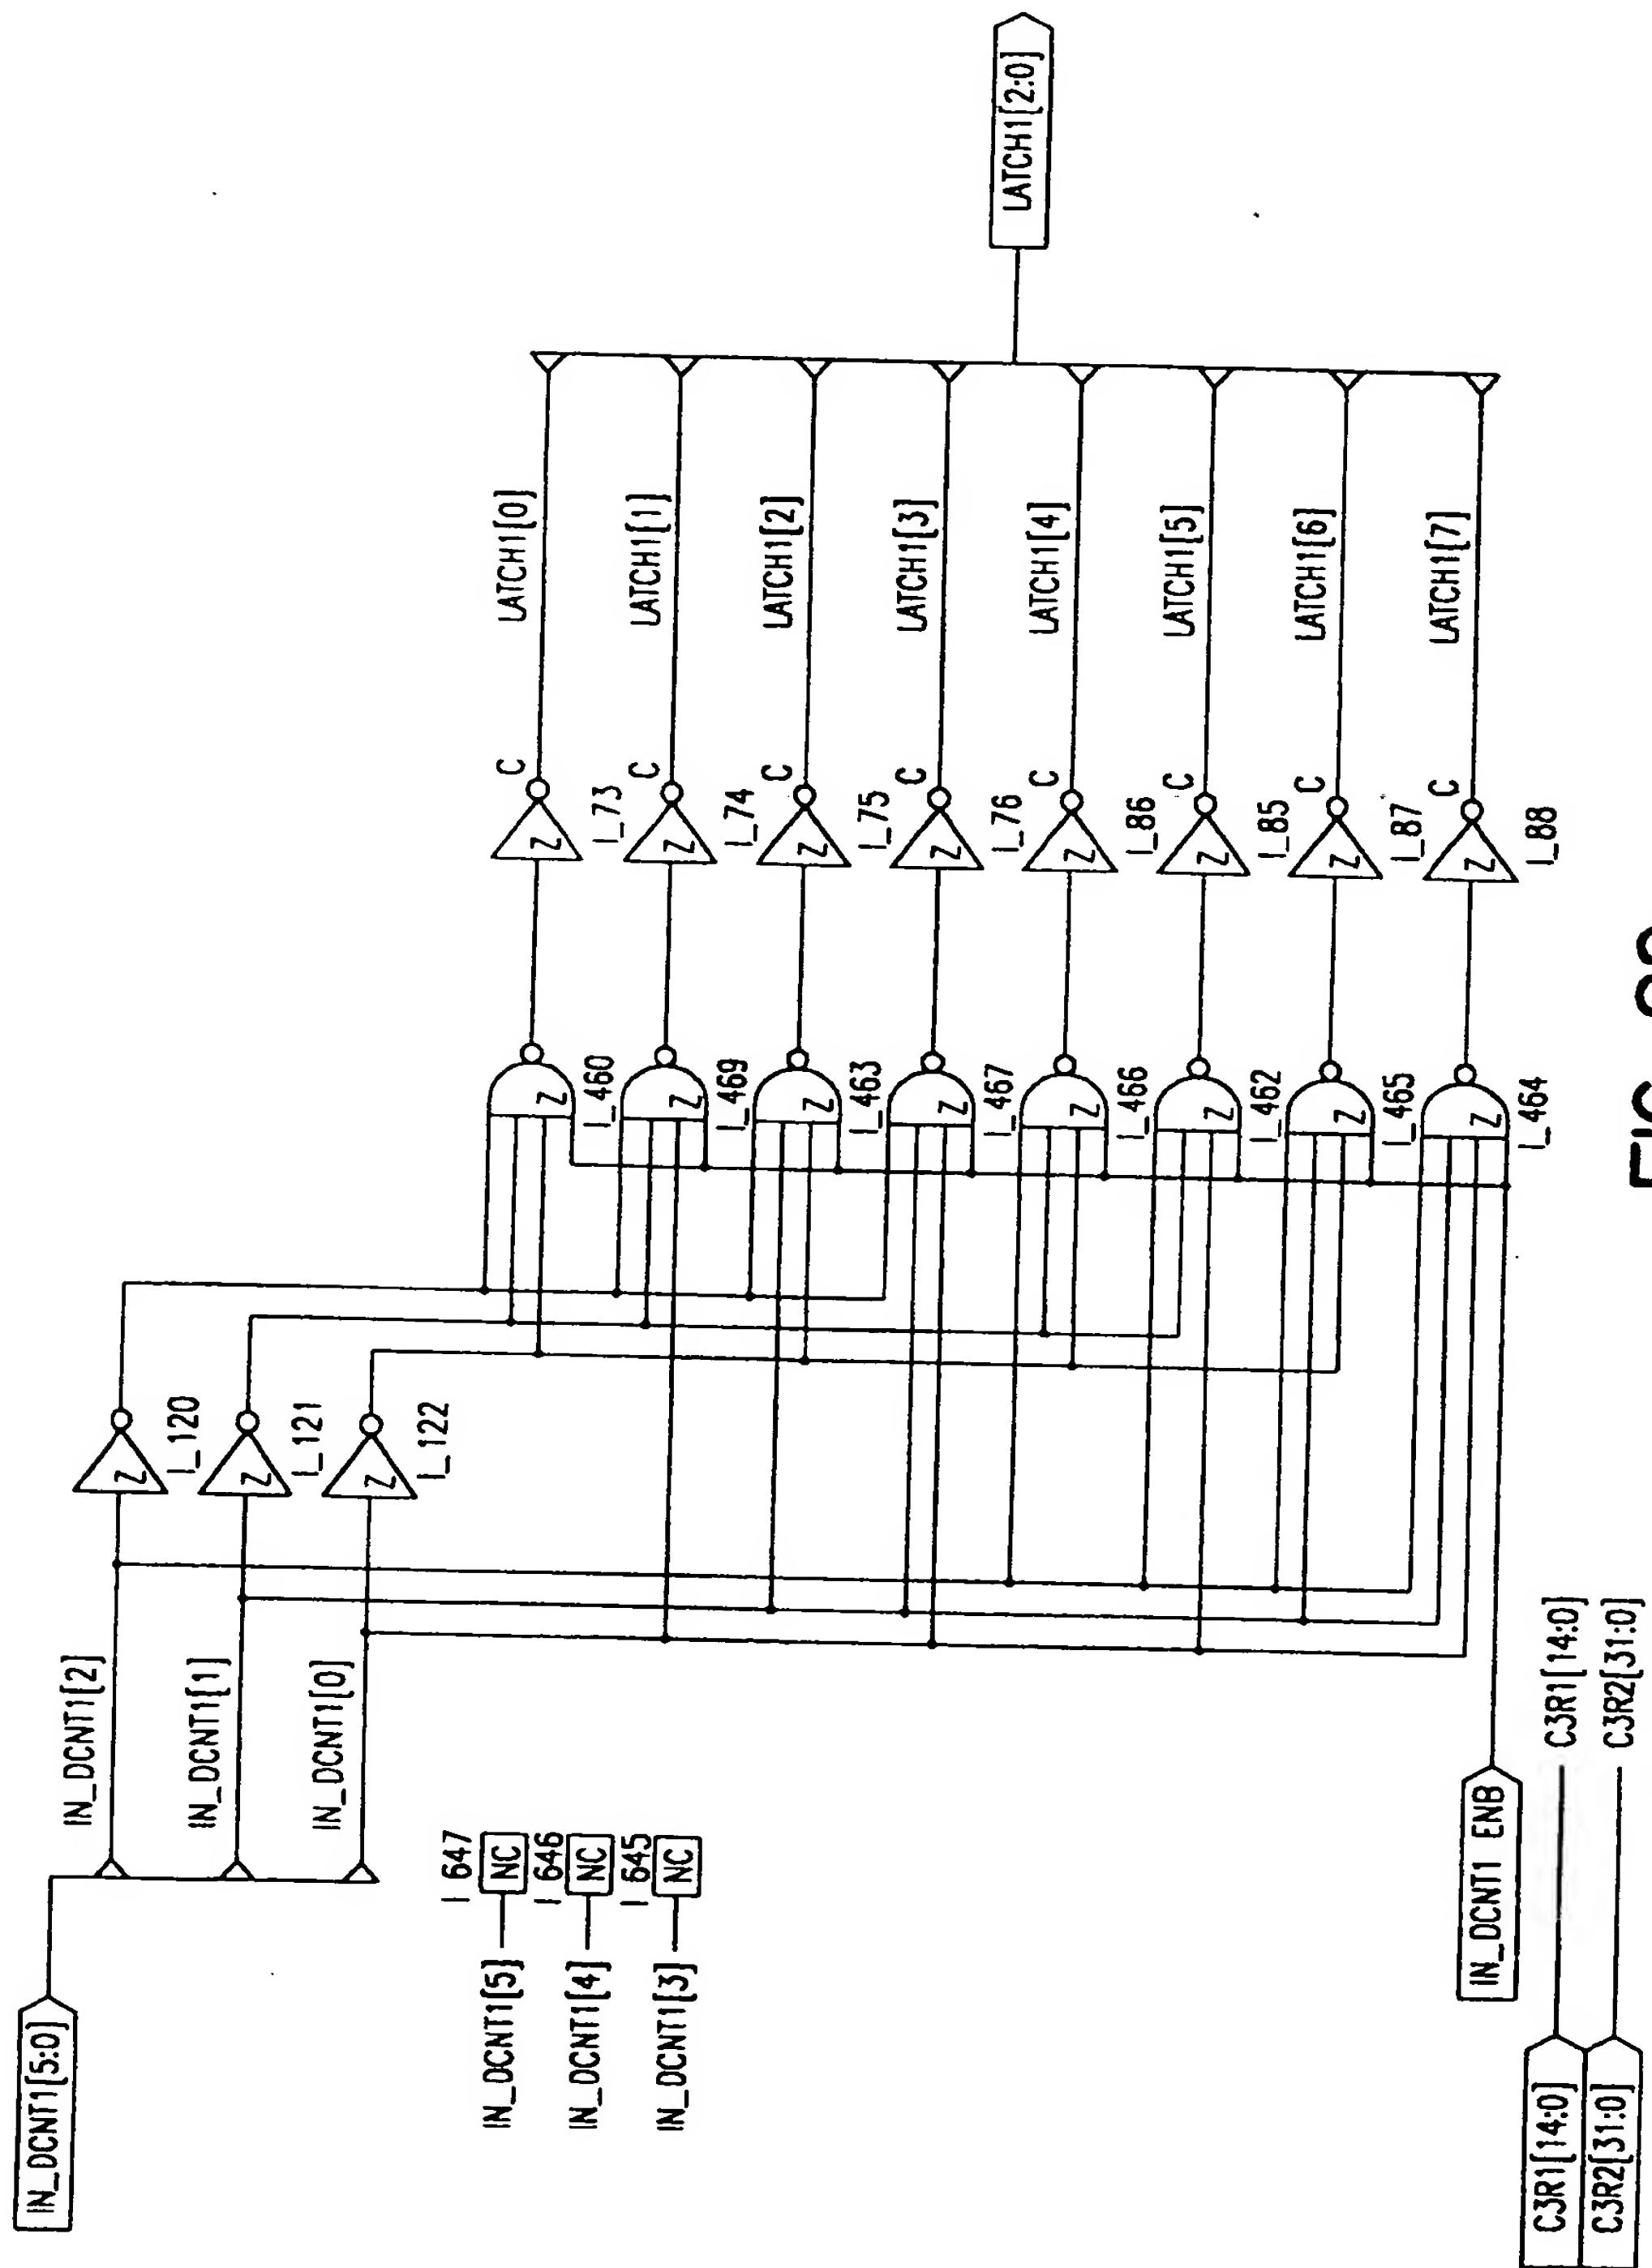 IN_DCNT1[5:0]
IN_DCNT1[2]
IN_DCNT1[1]
IN_DCNT1[0]
I_120
I_121
I_122
I_647
IN_DCNT1[5]
NC
I_646
IN_DCNT1[4]
NC
I_645
IN_DCNT1[3]
NC
Z
Z
Z
Z
I_460
Z
I_469
Z
I_463
Z
I_467
Z
I_466
Z
I_462
Z
I_465
Z
I_464
Z
C
I_73
LATCH1[0]
Z
C
I_74
LATCH1[1]
Z
C
I_75
LATCH1[2]
Z
C
I_76
LATCH1[3]
Z
C
I_86
LATCH1[4]
Z
C
I_85
LATCH1[5]
Z
C
I_87
LATCH1[6]
Z
C
I_88
LATCH1[7]
LATCH1[2:0]
IN_DCNT1 ENB
C3R1[14:0]
C3R1[14:0]
C3R2[31:0]
C3R2[31:0]
FIG.